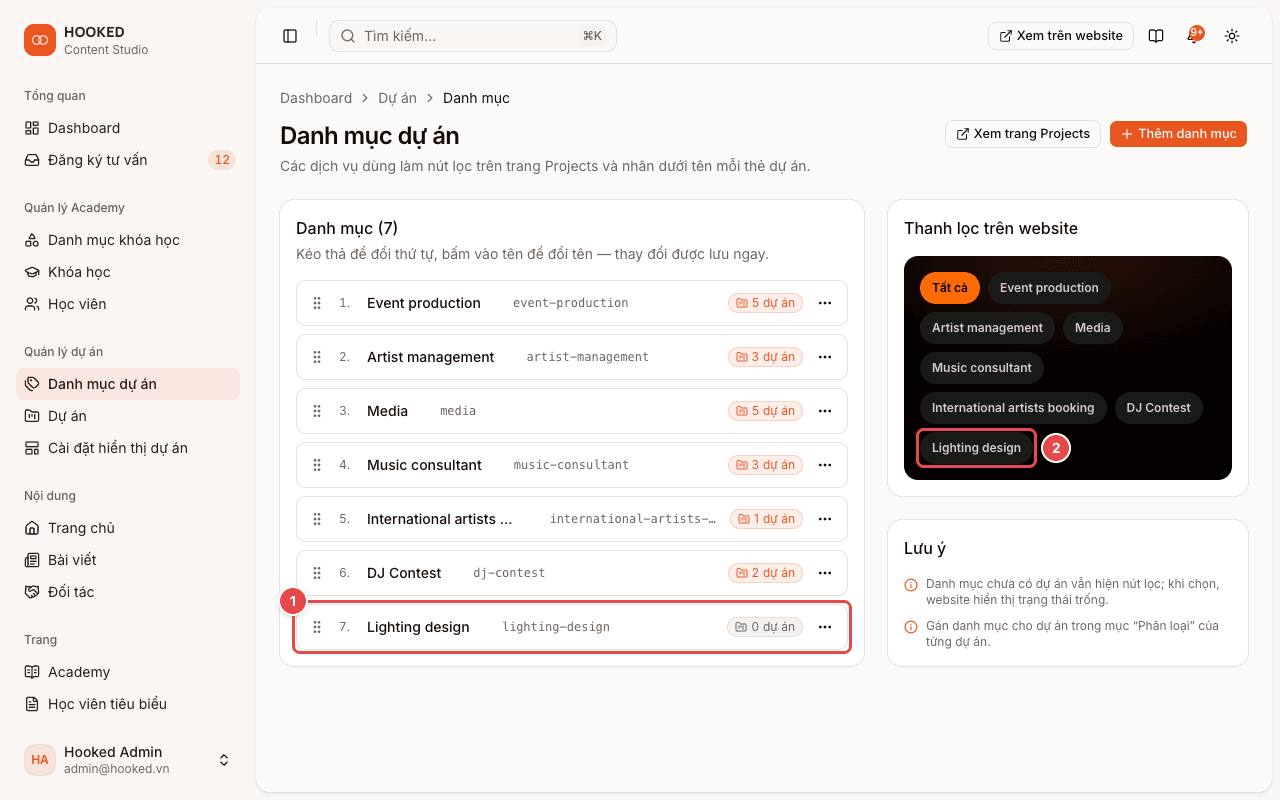 HOOKED
Content Studio
Tổng quan
Dashboard
Đăng ký tư vấn 12
Quản lý Academy
Danh mục khóa học
Khóa học
Học viên
Quản lý dự án
Danh mục dự án
Dự án
Cài đặt hiển thị dự án
Nội dung
Trang chủ
Bài viết
Đối tác
Trang
Academy
Học viên tiêu biểu
HA Hooked Admin
admin@hooked.vn
Tìm kiếm... ⌘K
Xem trên website
9+
Dashboard > Dự án > Danh mục
Danh mục dự án
Các dịch vụ dùng làm nút lọc trên trang Projects và nhãn dưới tên mỗi thẻ dự án.
Xem trang Projects
+ Thêm danh mục
Danh mục (7)
Kéo thả để đổi thứ tự, bấm vào tên để đổi tên — thay đổi được lưu ngay.
1. Event production event-production 5 dự án
2. Artist management artist-management 3 dự án
3. Media media 5 dự án
4. Music consultant music-consultant 3 dự án
5. International artists ... international-artists-… 1 dự án
6. DJ Contest dj-contest 2 dự án
1
7. Lighting design lighting-design 0 dự án
Thanh lọc trên website
Tất cả Event production
Artist management Media
Music consultant
International artists booking DJ Contest
Lighting design 2
Lưu ý
Danh mục chưa có dự án vẫn hiện nút lọc; khi chọn,
website hiển thị trạng thái trống.
Gán danh mục cho dự án trong mục “Phân loại” của
từng dự án.